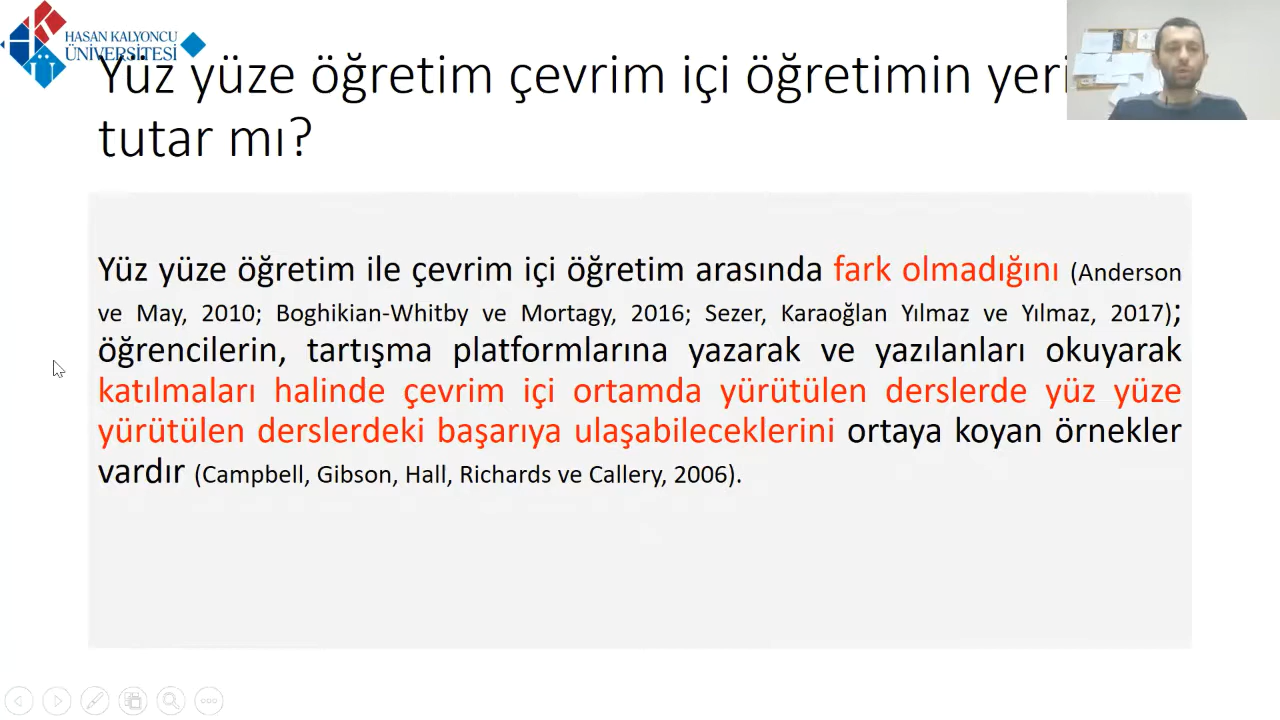 HASAN KALYONCU
ÜNİVERSİTESİ
Yüz yüze öğretim çevrim içi öğretimin yeri
tutar mı?
Yüz yüze öğretim ile çevrim içi öğretim arasında fark olmadığını (Anderson
ve May, 2010; Boghikian-Whitby ve Mortagy, 2016; Sezer, Karaoğlan Yılmaz ve Yılmaz, 2017);
öğrencilerin, tartışma platformlarına yazarak ve yazılanları okuyarak
katılmaları halinde çevrim içi ortamda yürütülen derslerde yüz yüze
yürütülen derslerdeki başarıya ulaşabileceklerini ortaya koyan örnekler
vardır (Campbell, Gibson, Hall, Richards ve Callery, 2006).